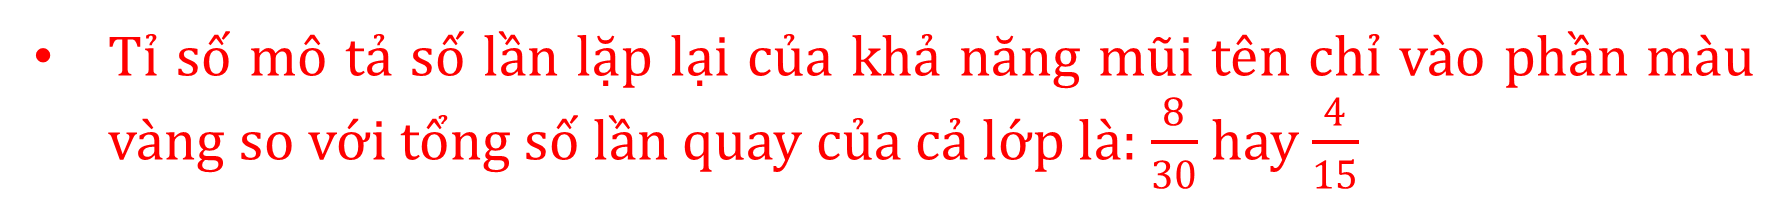 • Tỉ số mô tả số lần lặp lại của khả năng mũi tên chỉ vào phần màu
vàng so với tổng số lần quay của cả lớp là: 8/30 hay 4/15